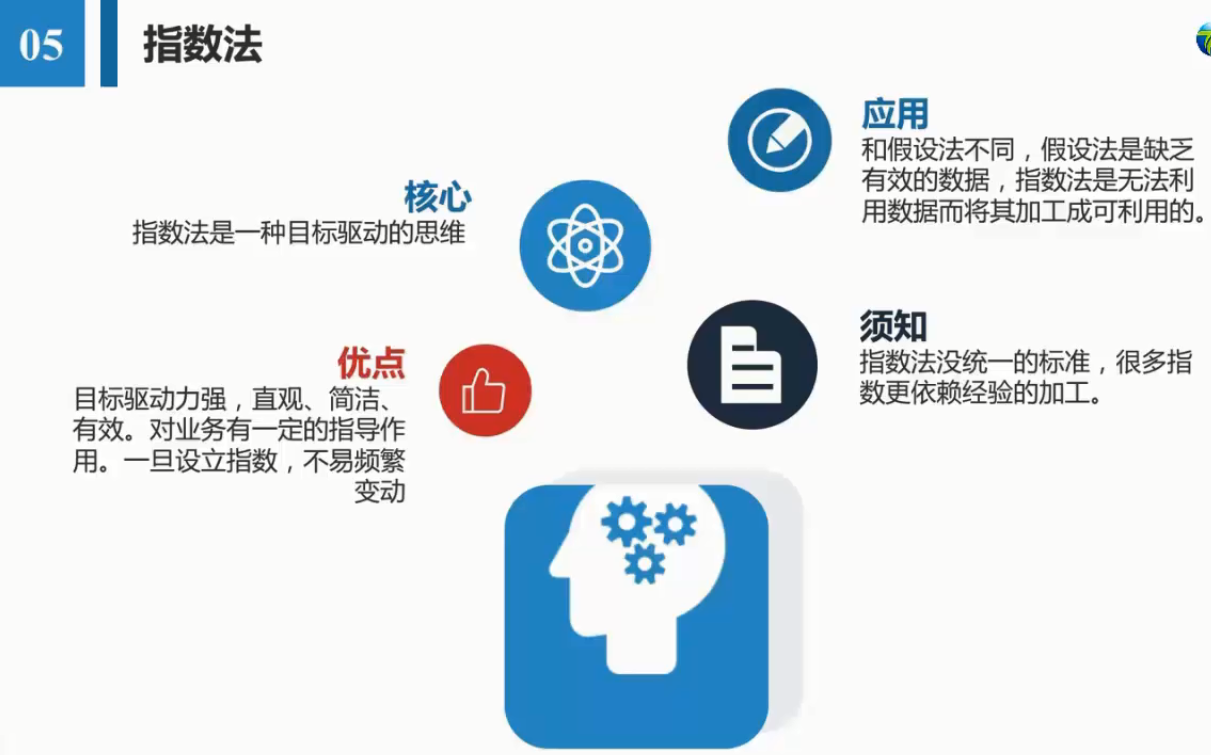 05
指数法
核心
指数法是一种目标驱动的思维
应用
和假设法不同，假设法是缺乏
有效的数据，指数法是无法利
用数据而将其加工成可利用的。
优点
目标驱动力强，直观、简洁、
有效。对业务有一定的指导作
用。一旦设立指数，不易频繁
变动
须知
指数法没统一的标准，很多指
数更依赖经验的加工。